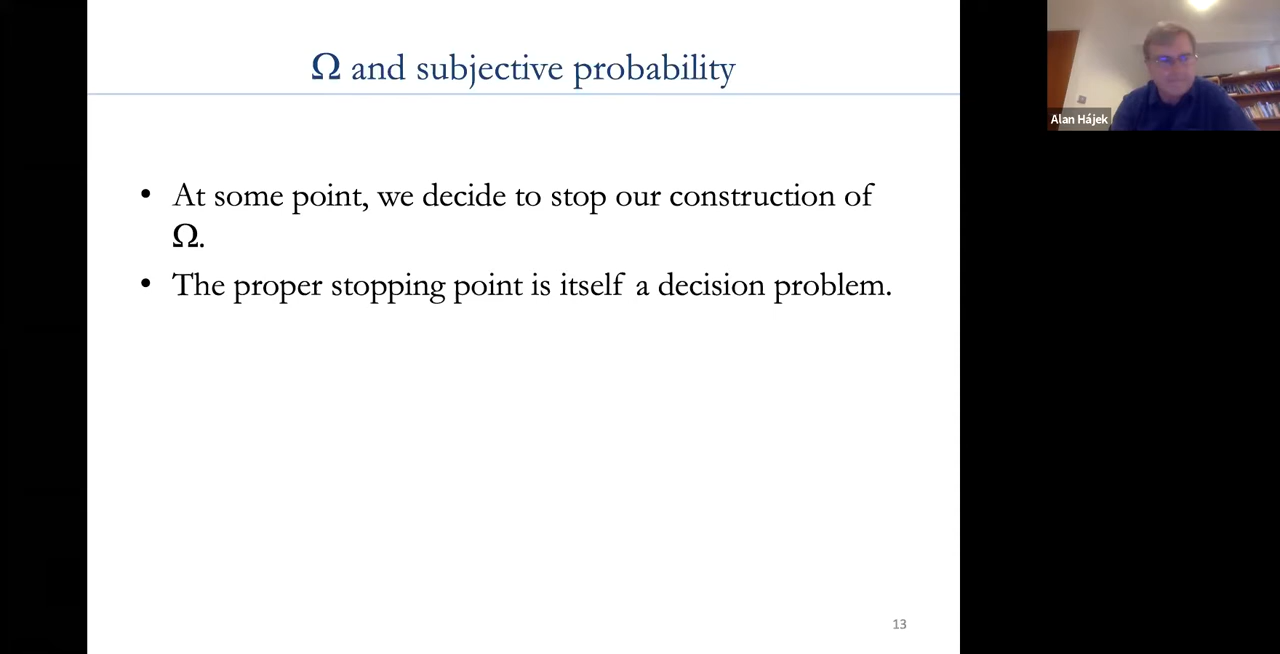 Ω and subjective probability
Alan Hájek
• At some point, we decide to stop our construction of
Ω.
• The proper stopping point is itself a decision problem.
13